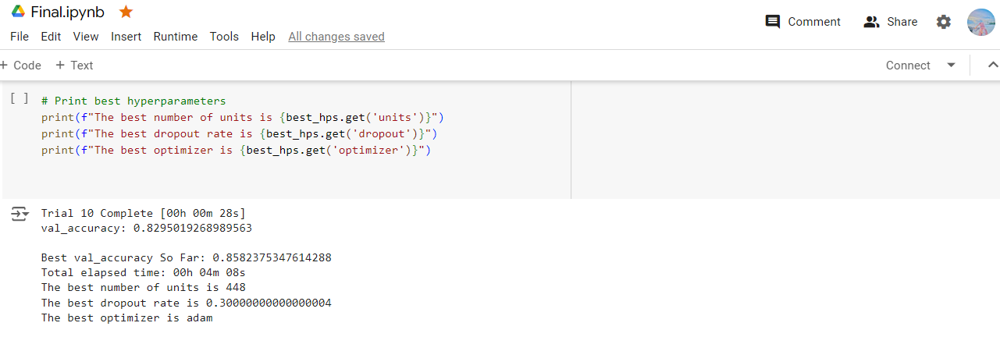 Final.ipynb
File Edit View Insert Runtime Tools Help All changes saved
Comment Share
+ Code + Text
Connect
[ ] # Print best hyperparameters
print(f"The best number of units is {best_hps.get('units')}")
print(f"The best dropout rate is {best_hps.get('dropout')}")
print(f"The best optimizer is {best_hps.get('optimizer')}")
Trial 10 Complete [00h 00m 28s]
val_accuracy: 0.8295019268989563
Best val_accuracy So Far: 0.8582375347614288
Total elapsed time: 00h 04m 08s
The best number of units is 448
The best dropout rate is 0.30000000000000004
The best optimizer is adam